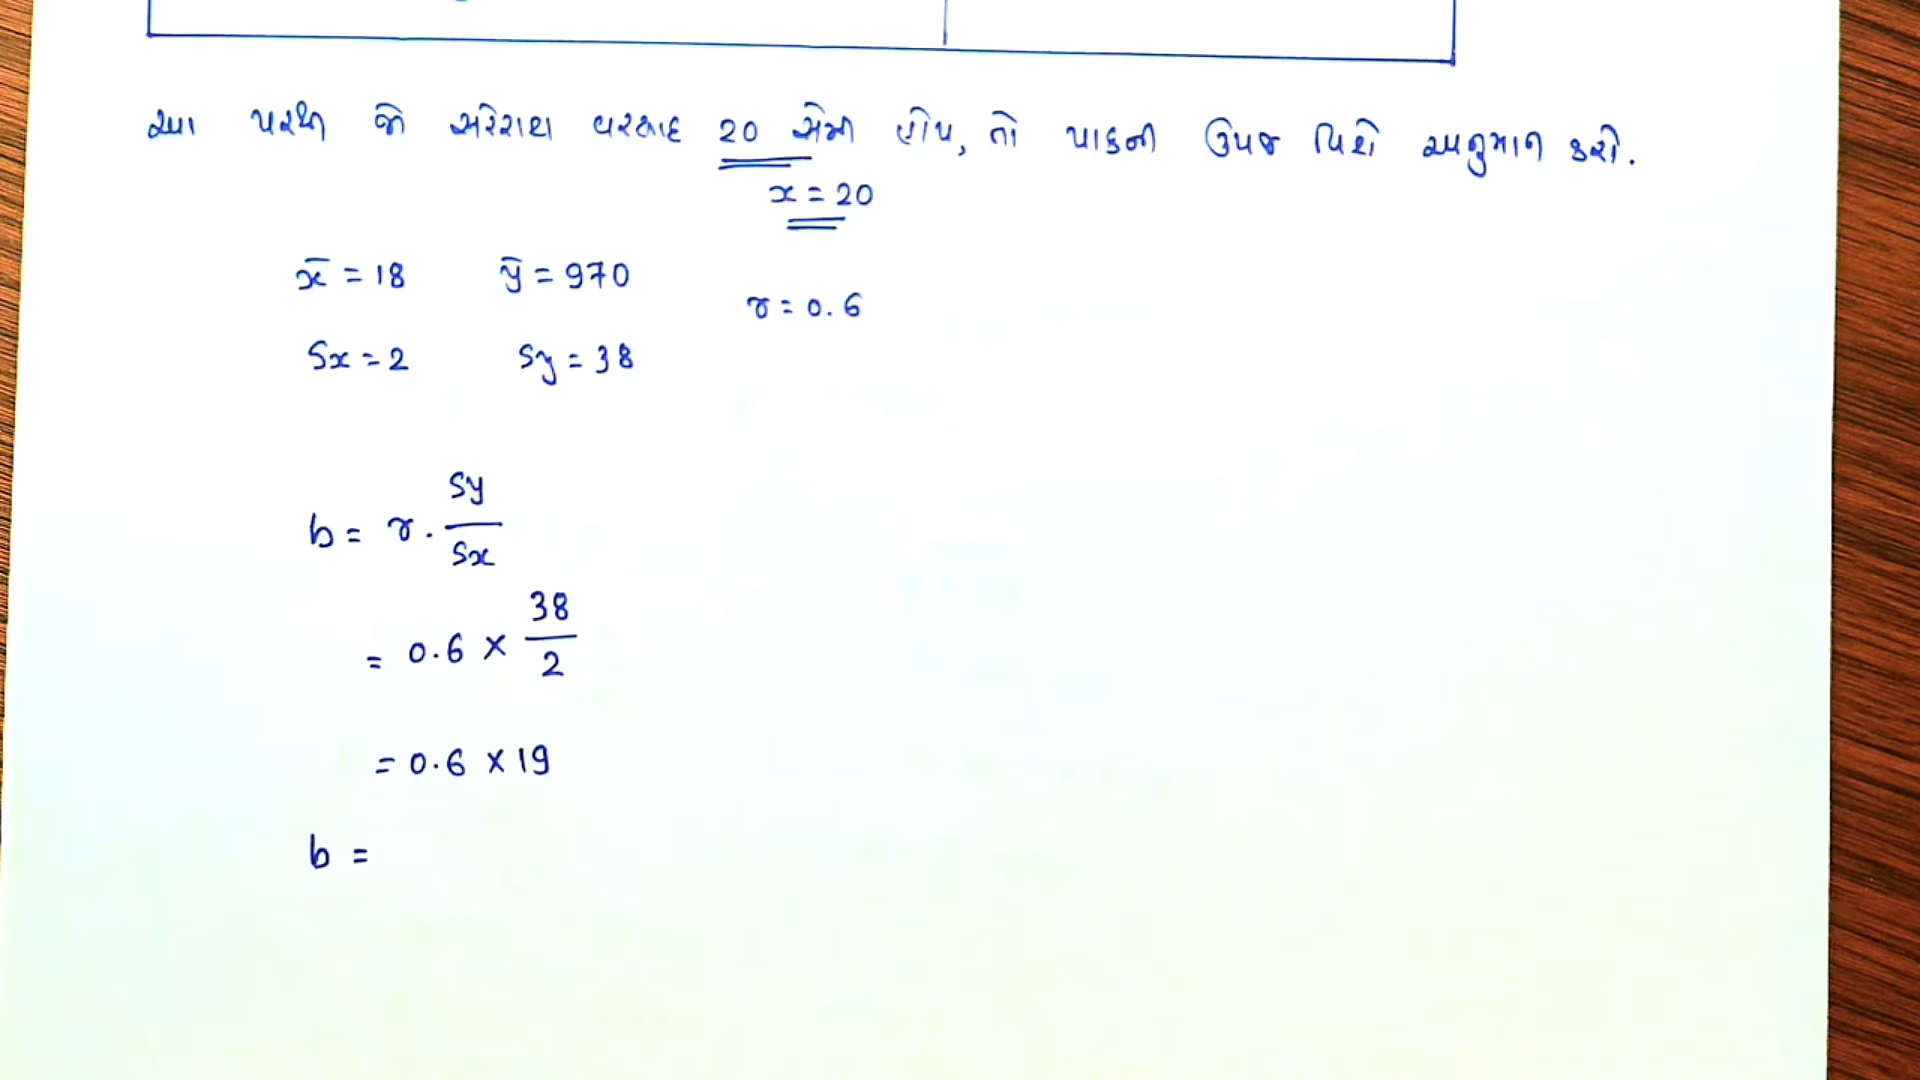 આ પરથી જો સરેરાશ વરસાદ 20 સેમી હોય, તો પાકની ઉપજ વિશે અનુમાન કરો.
x = 20
x̄ = 18 ȳ = 970
r = 0.6
Sx = 2 Sy = 38
b = r · Sy/Sx
= 0.6 × 38/2
= 0.6 × 19
b =